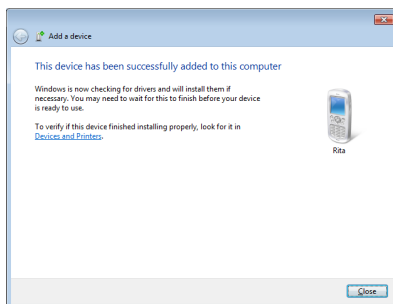 Add a device
This device has been successfully added to this computer
Windows is now checking for drivers and will install them if
necessary. You may need to wait for this to finish before your device
is ready to use.
To verify if this device finished installing properly, look for it in
Devices and Printers.
Rita
Close